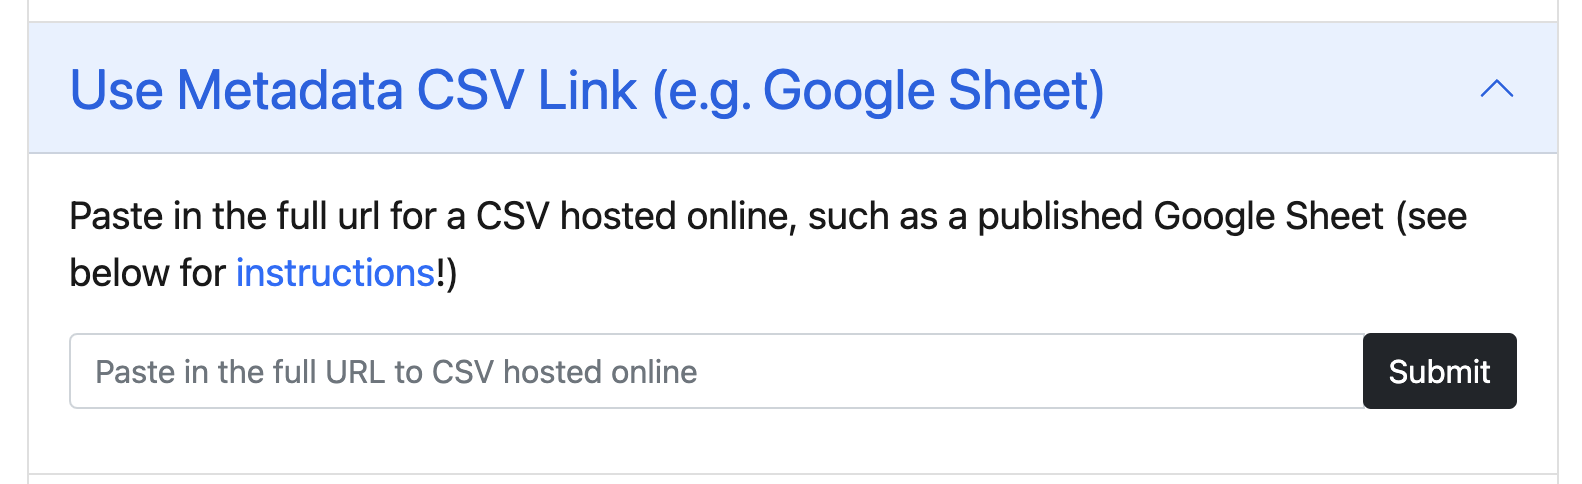 Use Metadata CSV Link (e.g. Google Sheet)
Paste in the full url for a CSV hosted online, such as a published Google Sheet (see
below for instructions!)
Paste in the full URL to CSV hosted online
Submit